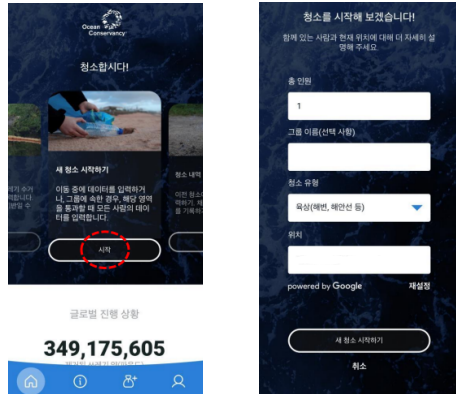 Ocean
Conservancy
청소합시다!
새 청소 시작하기
이동 중에 데이터를 입력하거
나, 그룹에 속한 경우, 해당 영역
을 통과할 때 모든 사람의 데이
터를 입력합니다.
시작
청소 내역
글로벌 진행 상황
349,175,605
청소를 시작해 보겠습니다!
함께 있는 사람과 현재 위치에 대해 더 자세히 설
명해 주세요.
총 인원
1
그룹 이름(선택 사항)
청소 유형
육상(해변, 해안선 등)
위치
powered by Google
재설정
새 청소 시작하기
취소